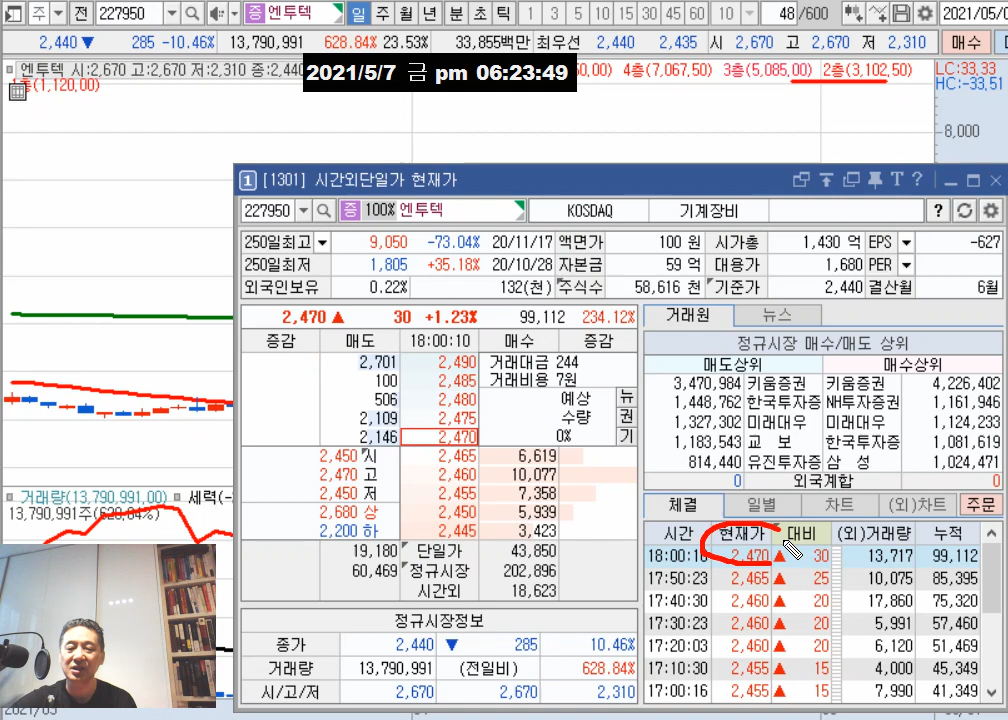 주 전 227950 증 엔투텍 일 주 월 년 분 초 틱 1 3 5 10 15 30 45 60 10 48 /600 2021/05/0
2,440 ▼ 285 -10.46% 13,790,991 628.84% 23.53% 33,855백만 최우선 2,440 2,435 시 2,670 고 2,670 저 2,310 매수
엔투텍 시:2,670 고:2,670 저:2,310 종:2,440 2021/5/7 금 pm 06:23:49 0,00) 4층(7,067,50) 3층(5,085,00) 2층(3,102,50) LC:33,33
층(1,120,00) HC:-33,51
8,000
1 [1301] 시간외단일가 현재가
227950 증 100% 엔투텍 KOSDAQ 기계장비
250일최고 9,050 -73.04% 20/11/17 액면가 100 원 시가총 1,430 억 EPS -627
250일최저 1,805 +35.18% 20/10/28 자본금 59 억 대용가 1,680 PER
외국인보유 0.22% 132(천) 주식수 58,616 천 기준가 2,440 결산월 6월
2,470 ▲ 30 +1.23% 99,112 234.12% 거래원 뉴스
증감 매도 18:00:10 매수 증감 정규시장 매수/매도 상위
2,701 2,490 거래대금 244 매도상위 매수상위
100 2,485 거래비용 7원 3,470,984 키움증권 키움증권 4,226,402
506 2,480 예상 뉴 1,448,762 한국투자증 NH투자증권 1,161,946
2,109 2,475 수량 권 1,327,302 미래대우 미래대우 1,124,233
2,146 2,470 0% 기 1,183,543 교 보 한국투자증 1,081,619
2,450 시 2,465 6,619 814,440 유진투자증 삼 성 1,024,471
2,470 고 2,460 10,077 0 외국계합 0
2,450 저 2,455 7,358
2,680 상 2,450 5,939 체결 일별 차트 (외)차트 주문
2,200 하 2,445 3,423 시간 현재가 대비 (외)거래량 누적
19,180 단일가 43,850 18:00:10 2,470 ▲ 30 13,717 99,112
60,469 정규시장 202,896 17:50:23 2,465 ▲ 25 10,075 85,395
시간외 18,623 17:40:30 2,460 ▲ 20 17,860 75,320
정규시장정보 17:30:23 2,460 ▲ 20 5,991 57,460
종가 2,440 ▼ 285 10.46% 17:20:03 2,460 ▲ 20 6,120 51,469
거래량 13,790,991 (전일비) 628.84% 17:10:30 2,455 ▲ 15 4,000 45,349
시/고/저 2,670 2,670 2,310 17:00:16 2,455 ▲ 15 7,990 41,349
거래량(13,790,991,00) 세력(-
13,790,991주(628,84%)
2021/03